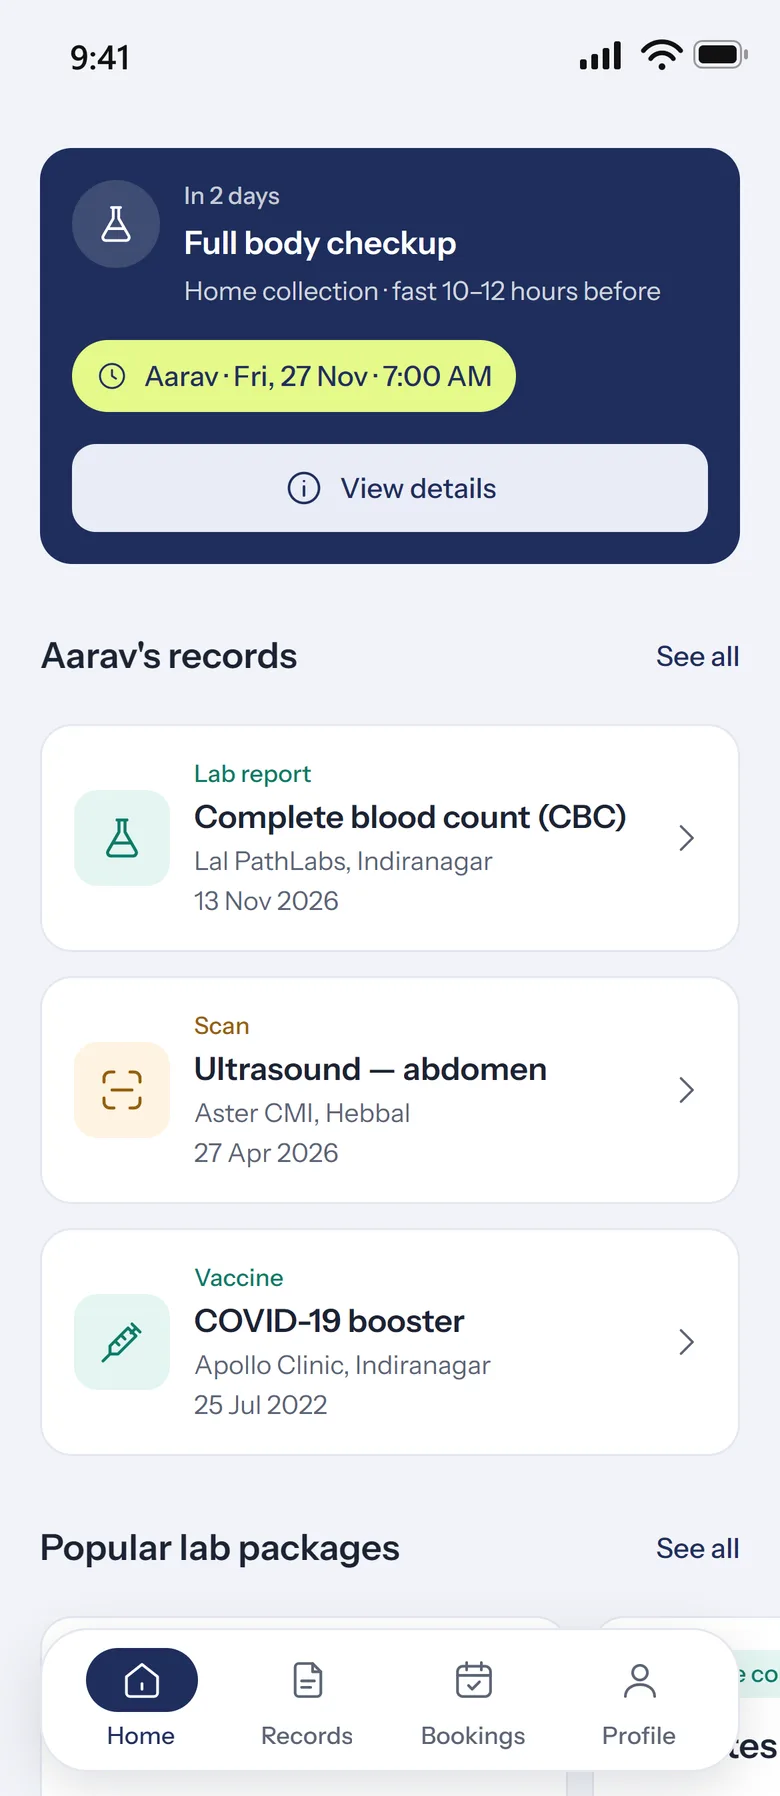 9:41
In 2 days
Full body checkup
Home collection · fast 10–12 hours before
Aarav · Fri, 27 Nov · 7:00 AM
View details
Aarav's records
See all
Lab report
Complete blood count (CBC)
Lal PathLabs, Indiranagar
13 Nov 2026
Scan
Ultrasound — abdomen
Aster CMI, Hebbal
27 Apr 2026
Vaccine
COVID-19 booster
Apollo Clinic, Indiranagar
25 Jul 2022
Popular lab packages
See all
Home
Records
Bookings
Profile